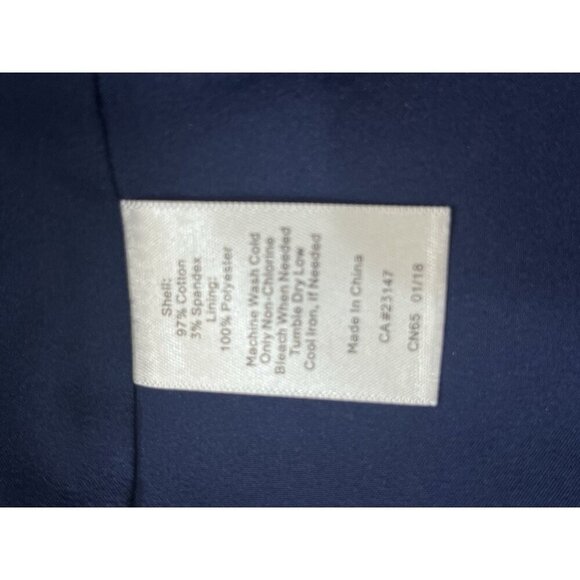 Shell:
97% Cotton
3% Spandex
Lining:
100% Polyester
Machine Wash Cold
Only Non-Chlorine
Bleach When Needed
Tumble Dry Low
Cool Iron, If Needed
Made In China
CA#23147
CN65 01/18